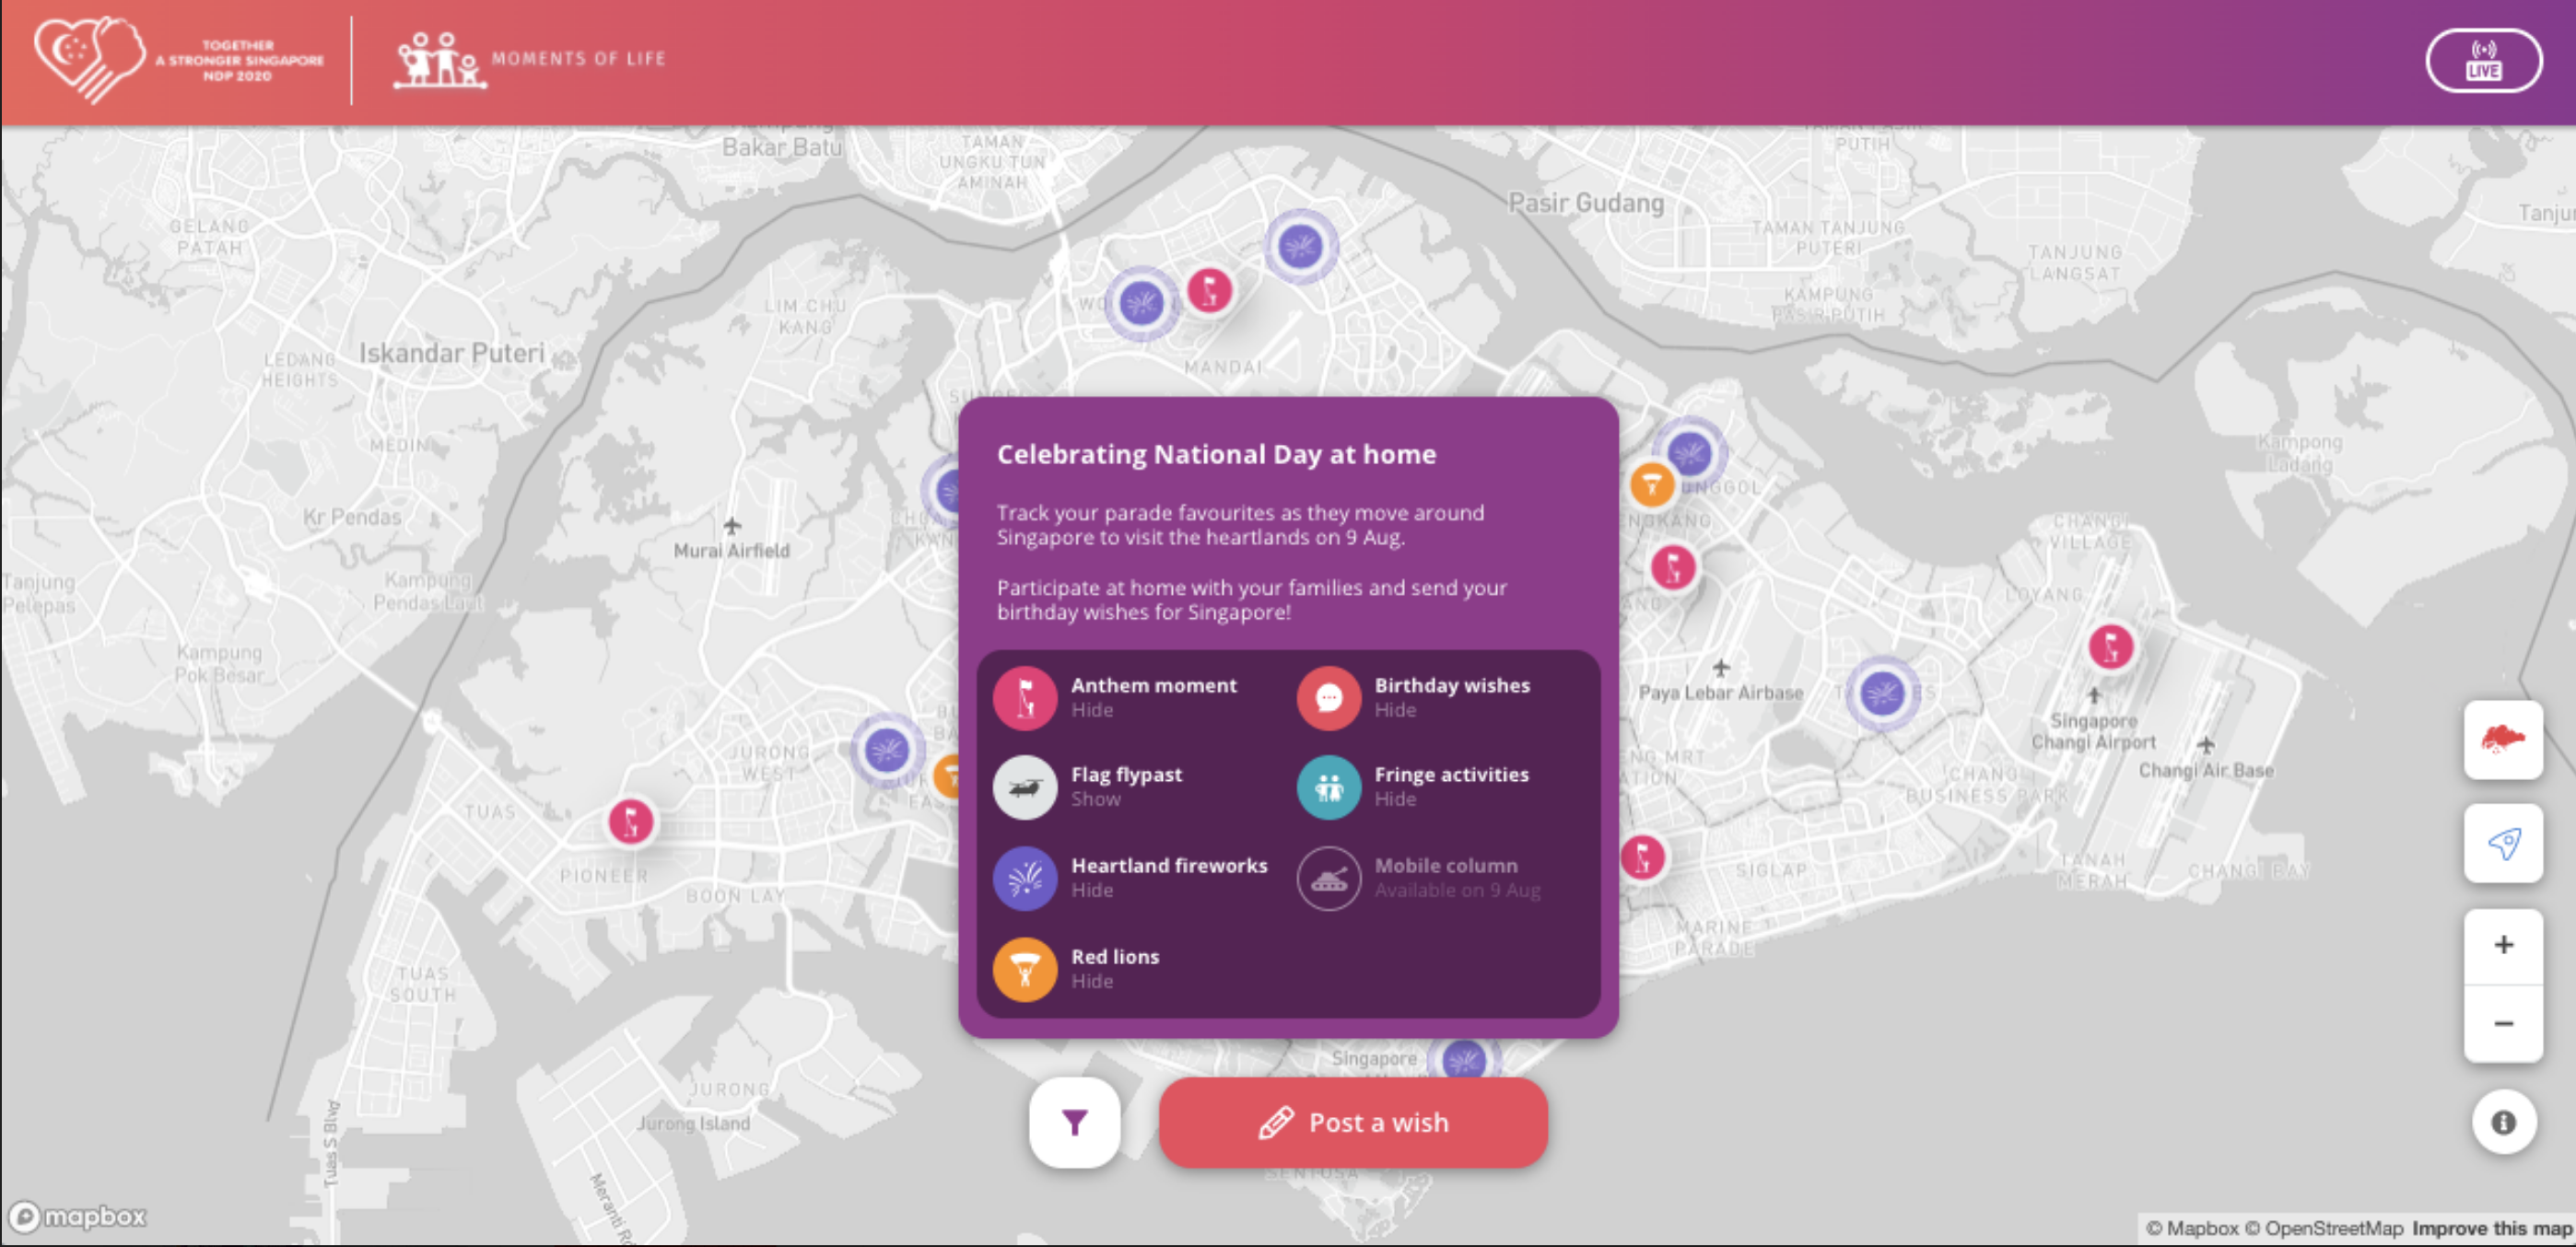 TOGETHER
A STRONGER SINGAPORE
NDP 2020
MOMENTS OF LIFE
LIVE
Bakar Batu
TAMAN
UNGKU TUN
AMINAH
PUTIH
Pasir Gudang
Tanju
GELANG
PATAH
TAMAN TANJUNG
PUTERI
TANJUNG
LANGSAT
LIM CHU
KANG
KAMPUNG
PASIR PUTIH
LEDANG
HEIGHTS
Iskandar Puteri
MANDAI
MEDINI
Kampong
Ladang
Kr Pendas
Murai Airfield
CHANGI
VILLAGE
Tanjung
Pelepas
Kampung
Pendas Laut
LOYANG
Kampung
Pok Besar
Paya Lebar Airbase
Singapore
Changi Airport
Changi Air Base
JURONG
WEST
CHANGI
BUSINESS PARK
TUAS
PIONEER
BOON LAY
SIGLAP
TANAH
MERAH
CHANGI BAY
MARINE
PARADE
TUAS
SOUTH
Celebrating National Day at home
Track your parade favourites as they move around
Singapore to visit the heartlands on 9 Aug.
Participate at home with your families and send your
birthday wishes for Singapore!
Anthem moment
Hide
Birthday wishes
Hide
Flag flypast
Show
Fringe activities
Hide
Heartland fireworks
Hide
Mobile column
Available on 9 Aug
Red lions
Hide
Singapore
JURONG
Jurong Island
Tuas S Blvd
Meranti Rd
Post a wish
SENTOSA
mapbox
© Mapbox © OpenStreetMap Improve this map